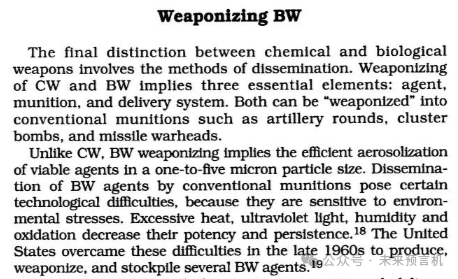 Weaponizing BW
The final distinction between chemical and biological
weapons involves the methods of dissemination. Weaponizing
of CW and BW implies three essential elements: agent,
munition, and delivery system. Both can be “weaponized” into
conventional munitions such as artillery rounds, cluster
bombs, and missile warheads.
Unlike CW, BW weaponizing implies the efficient aerosolization
of viable agents in a one-to-five micron particle size. Dissemina-
tion of BW agents by conventional munitions pose certain
technological difficulties, because they are sensitive to environ-
mental stresses. Excessive heat, ultraviolet light, humidity and
oxidation decrease their potency and persistence.18 The United
States overcame these difficulties in the late 1960s to produce,
weaponize, and stockpile several BW agents.19
公众号 · 未来预言机